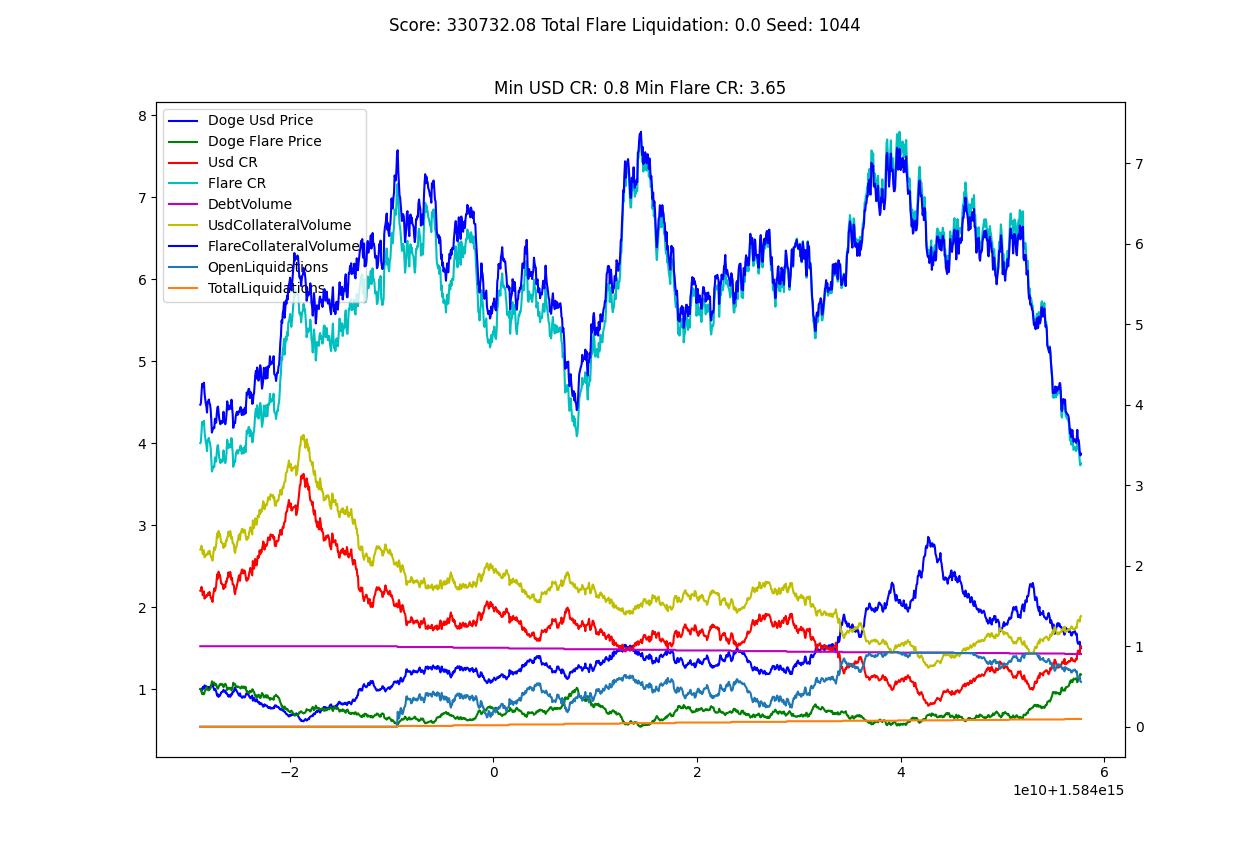 Score: 330732.08 Total Flare Liquidation: 0.0 Seed: 1044
Min USD CR: 0.8 Min Flare CR: 3.65
Doge Usd Price
Doge Flare Price
Usd CR
Flare CR
DebtVolume
UsdCollateralVolume
FlareCollateralVolume
OpenLiquidations
TotalLiquidations
8
7
6
5
4
3
2
1
7
6
5
4
3
2
1
0
−2
0
2
4
6
1e10+1.584e15